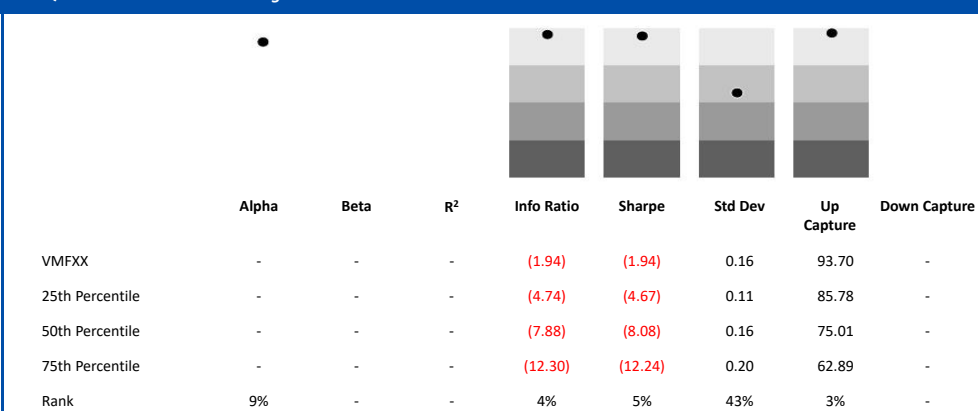 Alpha Beta R² Info Ratio Sharpe Std Dev Up Capture Down Capture
VMFXX - - - (1.94) (1.94) 0.16 93.70 -
25th Percentile - - - (4.74) (4.67) 0.11 85.78 -
50th Percentile - - - (7.88) (8.08) 0.16 75.01 -
75th Percentile - - - (12.30) (12.24) 0.20 62.89 -
Rank 9% - - 4% 5% 43% 3% -